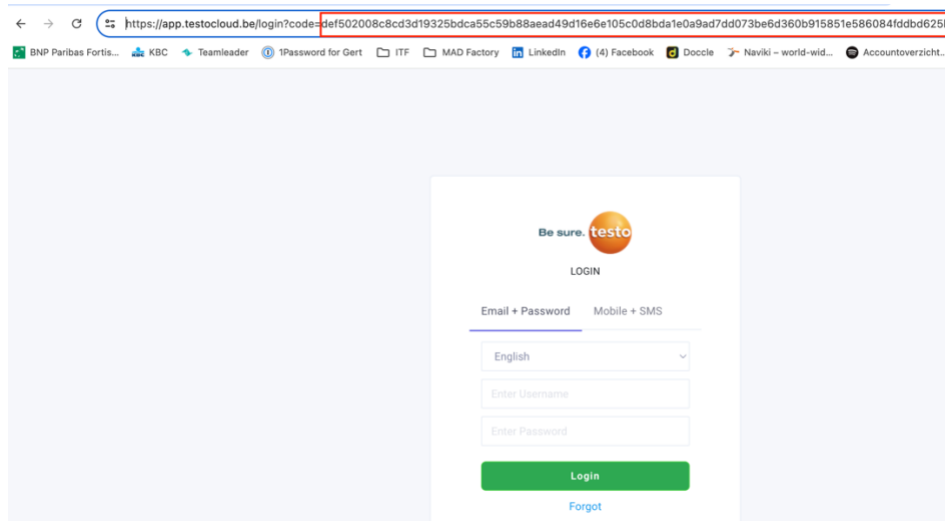 https://app.testocloud.be/login?code=def502008c8cd3d19325bdca55c59b88aead49d16e6e105c0d8bda1e0a9ad7dd073be6d360b915851e586084fddbd625
BNP Paribas Fortis... KBC Teamleader 1Password for Gert ITF MAD Factory LinkedIn (4) Facebook Doccle Naviki – world-wid... Accountoverzicht...
Be sure. testo
LOGIN
Email + Password Mobile + SMS
English
Enter Username
Enter Password
Login
Forgot